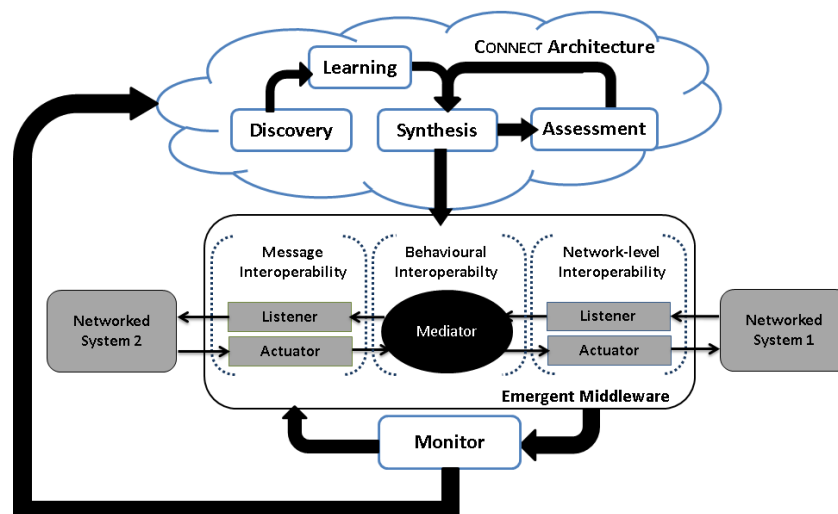 CONNECT Architecture
Learning
Discovery
Synthesis
Assessment
Message
Interoperability
Behavioural
Interoperabilty
Network-level
Interoperability
Networked
System 2
Listener
Actuator
Mediator
Listener
Actuator
Networked
System 1
Emergent Middleware
Monitor